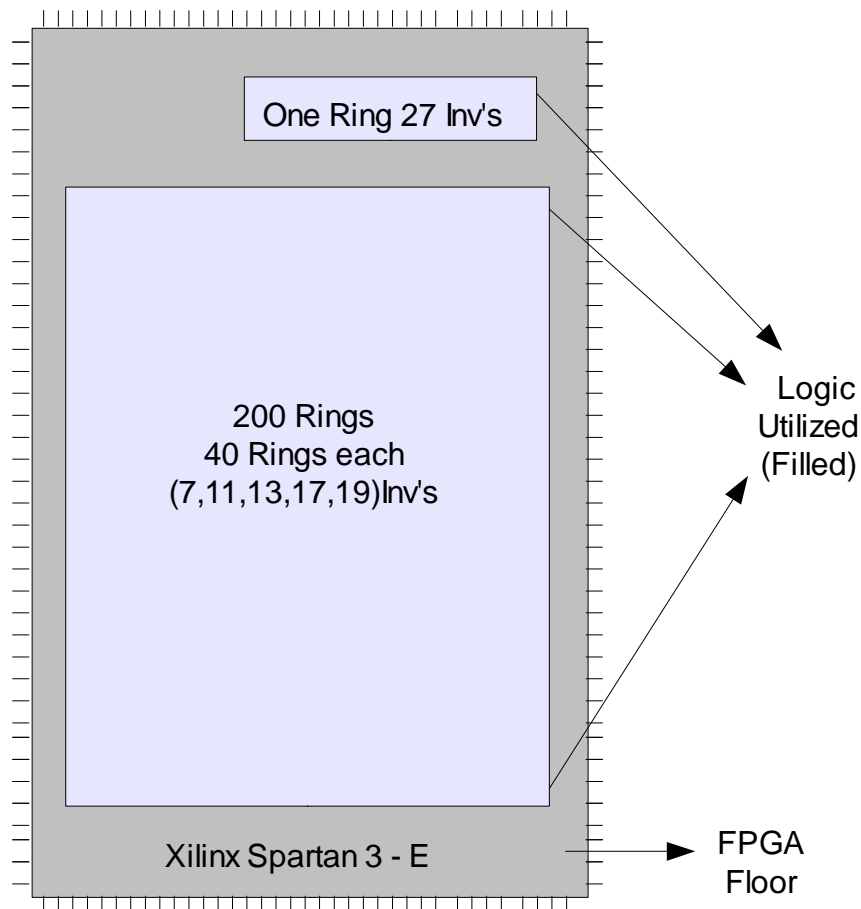 One Ring 27 Inv's
200 Rings
40 Rings each
(7,11,13,17,19)Inv's
Logic
Utilized
(Filled)
Xilinx Spartan 3 - E
FPGA
Floor